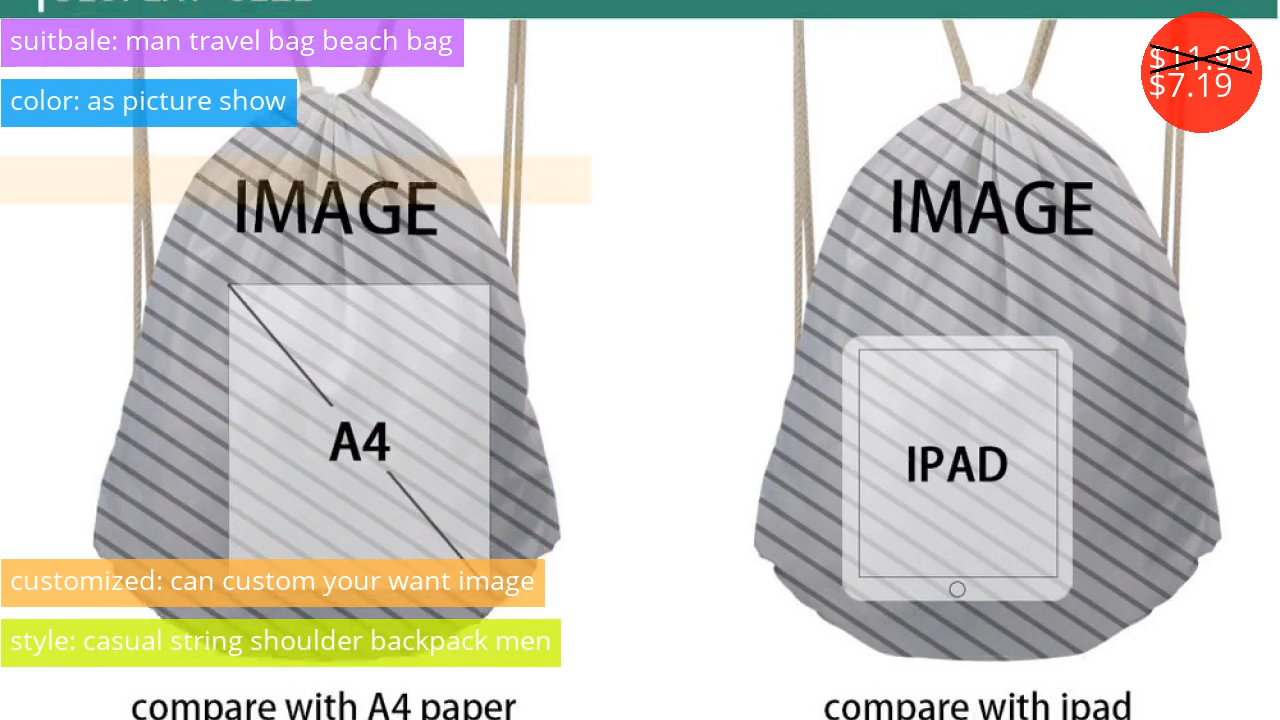 suitbale: man travel bag beach bag
$11.99
$7.19
color: as picture show
IMAGE
IMAGE
A4
IPAD
customized: can custom your want image
style: casual string shoulder backpack men
compare with A4 paper
compare with ipad